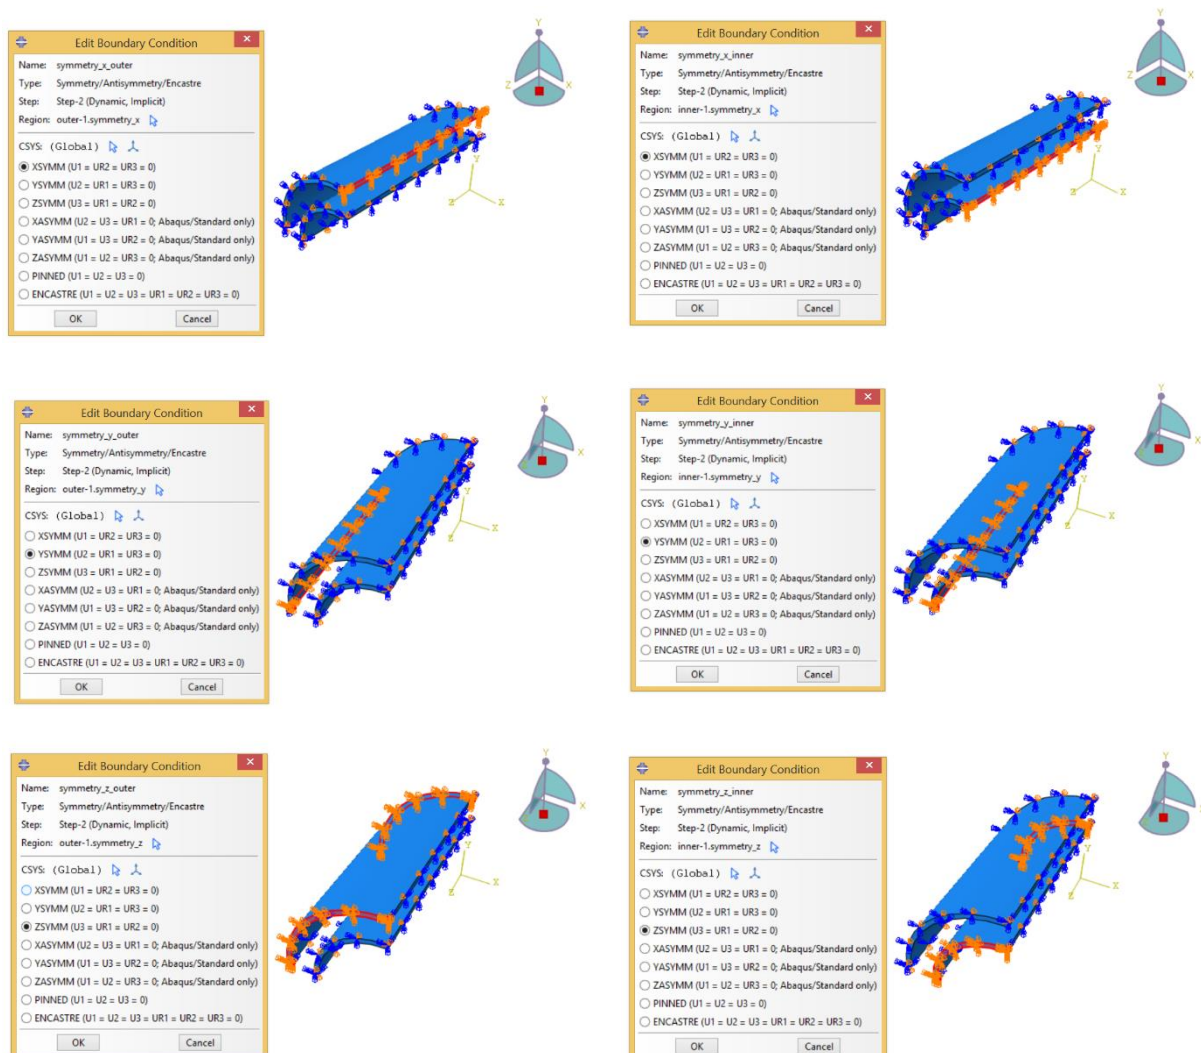 Edit Boundary Condition
Name: symmetry_x_outer
Type: Symmetry/Antisymmetry/Encastre
Step: Step-2 (Dynamic, Implicit)
Region: outer-1.symmetry_x
CSYS: (Global)
XSYMM (U1 = UR2 = UR3 = 0)
YSYMM (U2 = UR1 = UR3 = 0)
ZSYMM (U3 = UR1 = UR2 = 0)
XASYMM (U2 = U3 = UR1 = 0; Abaqus/Standard only)
YASYMM (U1 = U3 = UR2 = 0; Abaqus/Standard only)
ZASYMM (U1 = U2 = UR3 = 0; Abaqus/Standard only)
PINNED (U1 = U2 = U3 = 0)
ENCASTRE (U1 = U2 = U3 = UR1 = UR2 = UR3 = 0)
OK Cancel
Y
Z X
Y
Z X
Edit Boundary Condition
Name: symmetry_x_inner
Type: Symmetry/Antisymmetry/Encastre
Step: Step-2 (Dynamic, Implicit)
Region: inner-1.symmetry_x
CSYS: (Global)
XSYMM (U1 = UR2 = UR3 = 0)
YSYMM (U2 = UR1 = UR3 = 0)
ZSYMM (U3 = UR1 = UR2 = 0)
XASYMM (U2 = U3 = UR1 = 0; Abaqus/Standard only)
YASYMM (U1 = U3 = UR2 = 0; Abaqus/Standard only)
ZASYMM (U1 = U2 = UR3 = 0; Abaqus/Standard only)
PINNED (U1 = U2 = U3 = 0)
ENCASTRE (U1 = U2 = U3 = UR1 = UR2 = UR3 = 0)
OK Cancel
Y
Z X
Y
Z X
Edit Boundary Condition
Name: symmetry_y_outer
Type: Symmetry/Antisymmetry/Encastre
Step: Step-2 (Dynamic, Implicit)
Region: outer-1.symmetry_y
CSYS: (Global)
XSYMM (U1 = UR2 = UR3 = 0)
YSYMM (U2 = UR1 = UR3 = 0)
ZSYMM (U3 = UR1 = UR2 = 0)
XASYMM (U2 = U3 = UR1 = 0; Abaqus/Standard only)
YASYMM (U1 = U3 = UR2 = 0; Abaqus/Standard only)
ZASYMM (U1 = U2 = UR3 = 0; Abaqus/Standard only)
PINNED (U1 = U2 = U3 = 0)
ENCASTRE (U1 = U2 = U3 = UR1 = UR2 = UR3 = 0)
OK Cancel
Y
X
Y
Z X
Edit Boundary Condition
Name: symmetry_y_inner
Type: Symmetry/Antisymmetry/Encastre
Step: Step-2 (Dynamic, Implicit)
Region: inner-1.symmetry_y
CSYS: (Global)
XSYMM (U1 = UR2 = UR3 = 0)
YSYMM (U2 = UR1 = UR3 = 0)
ZSYMM (U3 = UR1 = UR2 = 0)
XASYMM (U2 = U3 = UR1 = 0; Abaqus/Standard only)
YASYMM (U1 = U3 = UR2 = 0; Abaqus/Standard only)
ZASYMM (U1 = U2 = UR3 = 0; Abaqus/Standard only)
PINNED (U1 = U2 = U3 = 0)
ENCASTRE (U1 = U2 = U3 = UR1 = UR2 = UR3 = 0)
OK Cancel
Y
X
Y
Z X
Edit Boundary Condition
Name: symmetry_z_outer
Type: Symmetry/Antisymmetry/Encastre
Step: Step-2 (Dynamic, Implicit)
Region: outer-1.symmetry_z
CSYS: (Global)
XSYMM (U1 = UR2 = UR3 = 0)
YSYMM (U2 = UR1 = UR3 = 0)
ZSYMM (U3 = UR1 = UR2 = 0)
XASYMM (U2 = U3 = UR1 = 0; Abaqus/Standard only)
YASYMM (U1 = U3 = UR2 = 0; Abaqus/Standard only)
ZASYMM (U1 = U2 = UR3 = 0; Abaqus/Standard only)
PINNED (U1 = U2 = U3 = 0)
ENCASTRE (U1 = U2 = U3 = UR1 = UR2 = UR3 = 0)
OK Cancel
Y
X
Y
Z X
Edit Boundary Condition
Name: symmetry_z_inner
Type: Symmetry/Antisymmetry/Encastre
Step: Step-2 (Dynamic, Implicit)
Region: inner-1.symmetry_z
CSYS: (Global)
XSYMM (U1 = UR2 = UR3 = 0)
YSYMM (U2 = UR1 = UR3 = 0)
ZSYMM (U3 = UR1 = UR2 = 0)
XASYMM (U2 = U3 = UR1 = 0; Abaqus/Standard only)
YASYMM (U1 = U3 = UR2 = 0; Abaqus/Standard only)
ZASYMM (U1 = U2 = UR3 = 0; Abaqus/Standard only)
PINNED (U1 = U2 = U3 = 0)
ENCASTRE (U1 = U2 = U3 = UR1 = UR2 = UR3 = 0)
OK Cancel
Y
Y
Z X